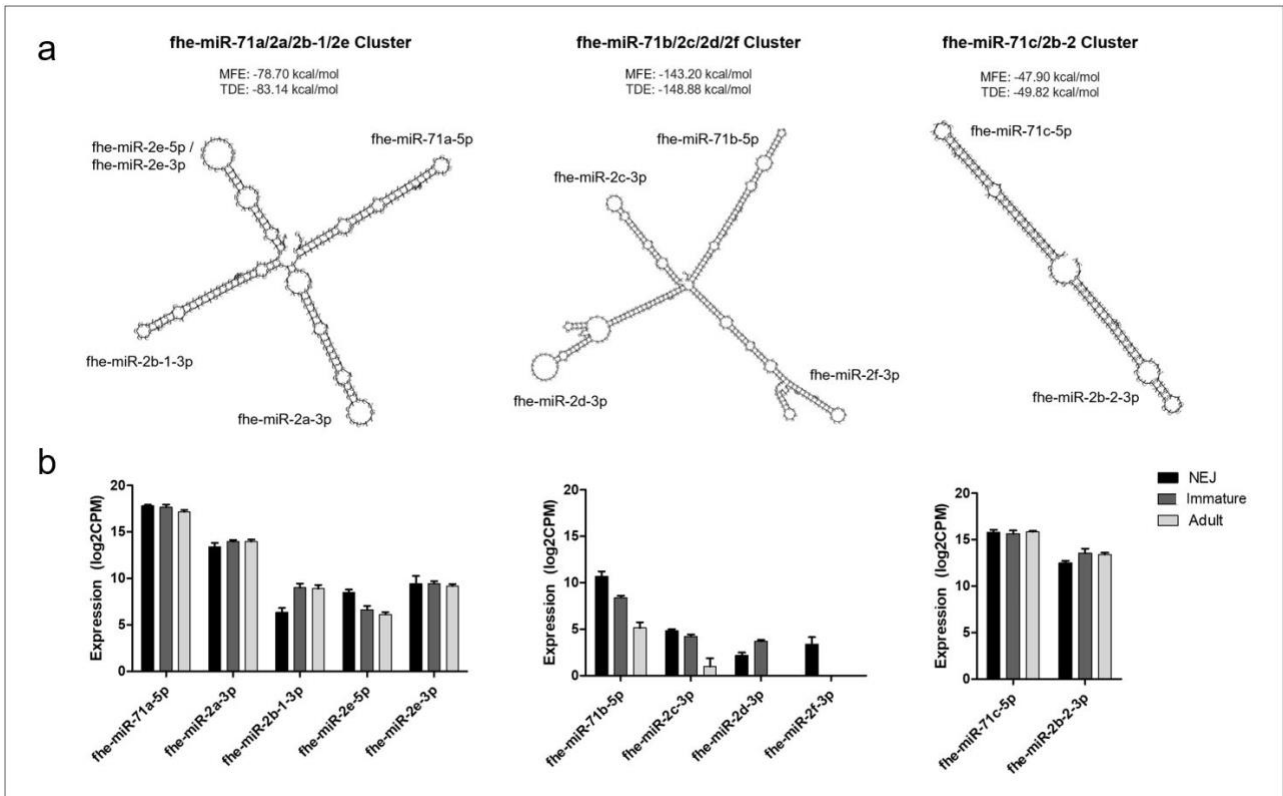 a
fhe-miR-71a/2a/2b-1/2e Cluster
MFE: -78.70 kcal/mol
TDE: -83.14 kcal/mol
fhe-miR-2e-5p /
fhe-miR-2e-3p
fhe-miR-71a-5p
fhe-miR-2b-1-3p
fhe-miR-2a-3p
fhe-miR-71b/2c/2d/2f Cluster
MFE: -143.20 kcal/mol
TDE: -148.88 kcal/mol
fhe-miR-71b-5p
fhe-miR-2c-3p
fhe-miR-2d-3p
fhe-miR-2f-3p
fhe-miR-71c/2b-2 Cluster
MFE: -47.90 kcal/mol
TDE: -49.82 kcal/mol
fhe-miR-71c-5p
fhe-miR-2b-2-3p
b
Expression (log2CPM)
20
15
10
5
0
fhe-miR-71a-5p
fhe-miR-2a-3p
fhe-miR-2b-1-3p
fhe-miR-2e-5p
fhe-miR-2e-3p
Expression (log2CPM)
20
15
10
5
0
fhe-miR-71b-5p
fhe-miR-2c-3p
fhe-miR-2d-3p
fhe-miR-2f-3p
Expression (log2CPM)
20
15
10
5
0
fhe-miR-71c-5p
fhe-miR-2b-2-3p
NEJ
Immature
Adult